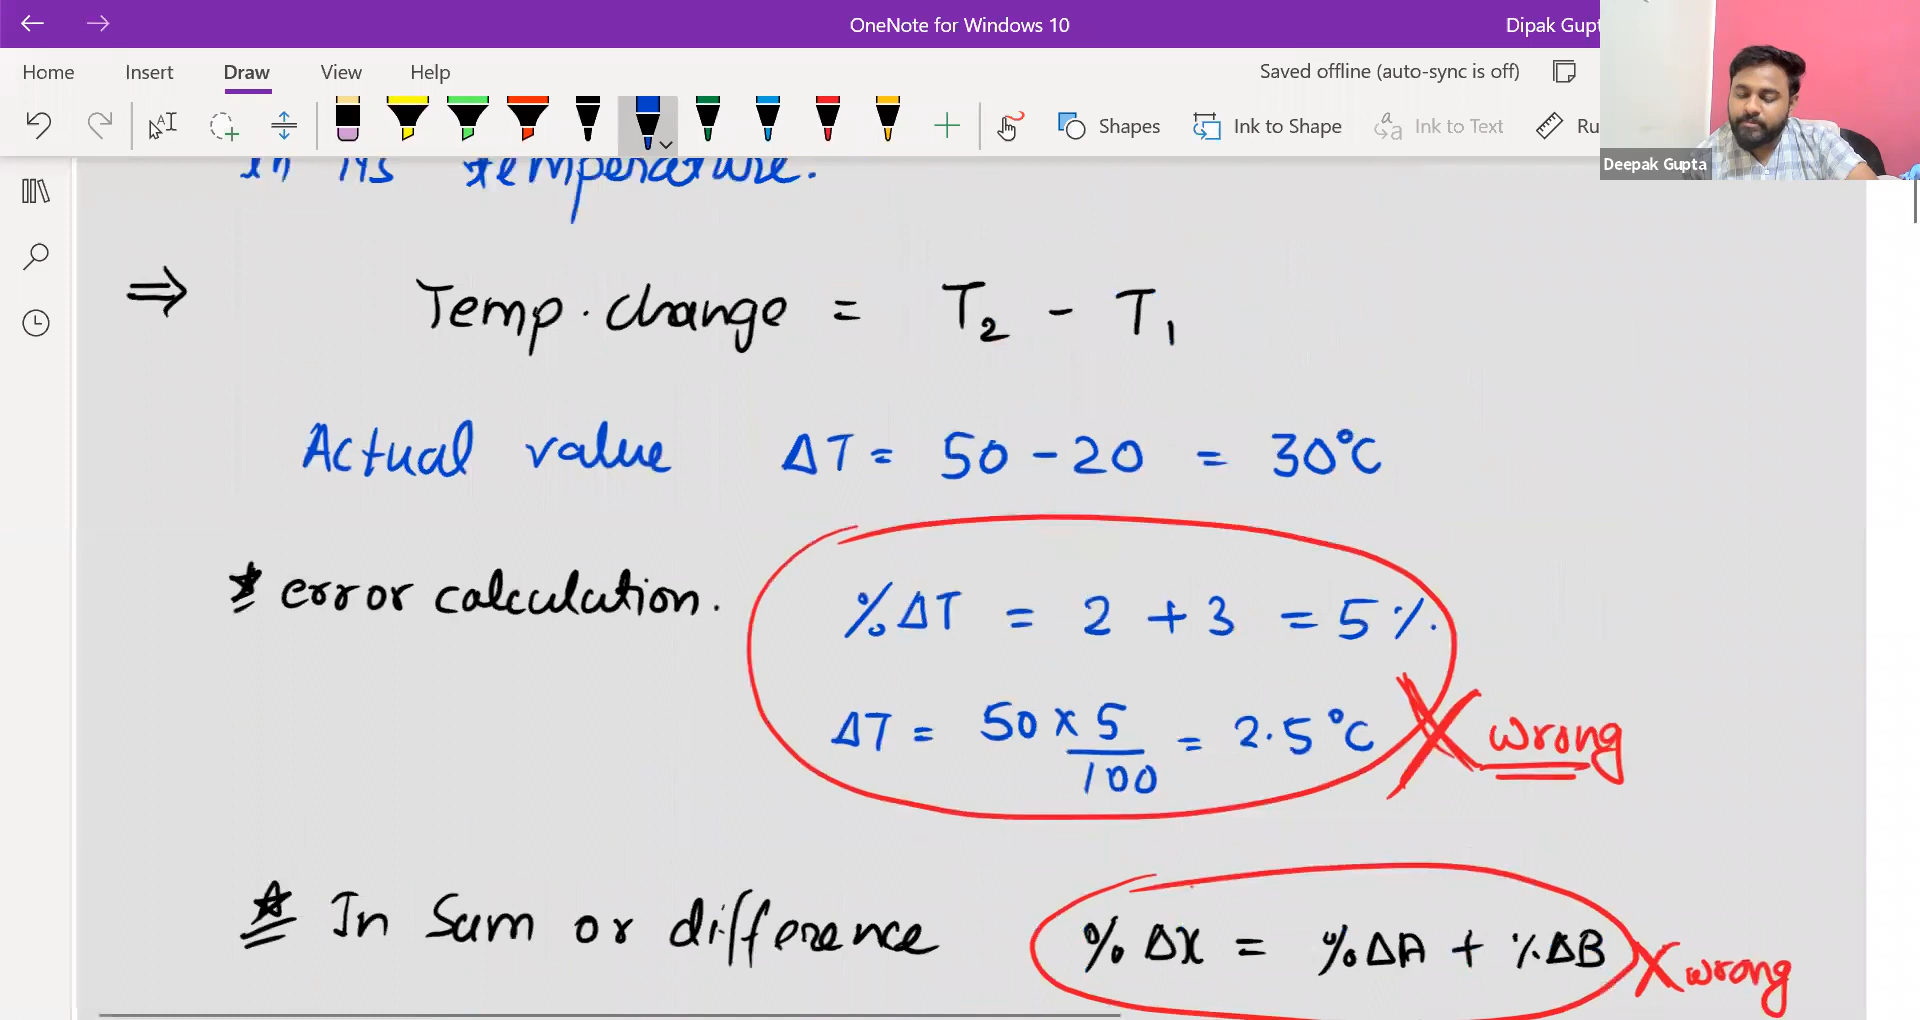 OneNote for Windows 10
Dipak Gupt
Home Insert Draw View Help
Saved offline (auto-sync is off)
Shapes Ink to Shape Ink to Text Ru
Deepak Gupta
in its temperature.
⇒ Temp. change = T₂ - T₁
Actual value ΔT = 50 - 20 = 30°C
* error calculation. %ΔT = 2 + 3 = 5%.
ΔT = 50 x 5/100 = 2.5°C X wrong
* In Sum or difference %ΔX = %ΔA + %ΔB X wrong